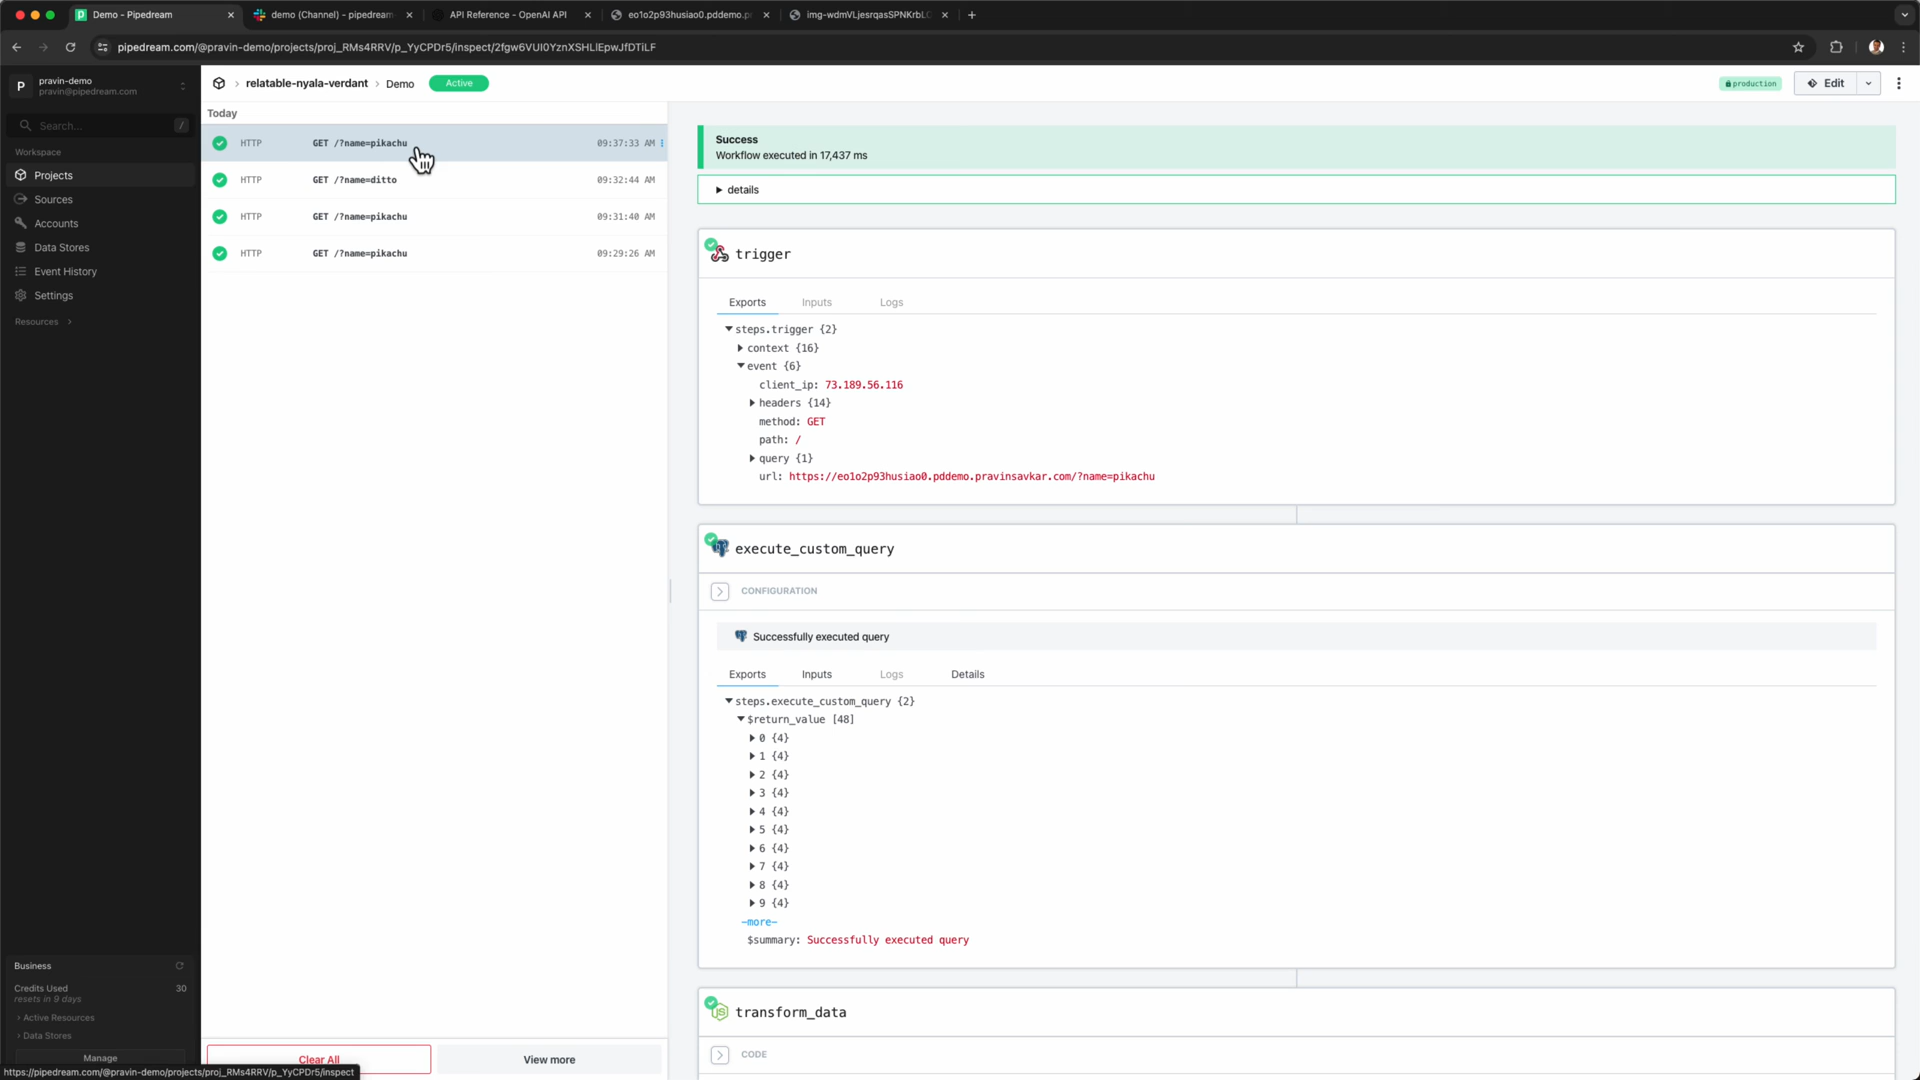 Demo - Pipedream
demo (Channel) - pipedream
API Reference - OpenAI API
eo1o2p93husiao0.pddemo.p
img-wdmVLjesrqasSPNKrbLC
pipedream.com/@pravin-demo/projects/proj_RMs4RRV/p_YyCPDr5/inspect/2fgw6VUI0YznXSHLlEpwJfDTiLF
P
pravin-demo
pravin@pipedream.com
Search...
/
Workspace
Projects
Sources
Accounts
Data Stores
Event History
Settings
Resources
Business
Credits Used
30
resets in 9 days
Active Resources
Data Stores
Manage
relatable-nyala-verdant
Demo
Active
production
Edit
Today
HTTP GET /?name=pikachu 09:37:33 AM
HTTP GET /?name=ditto 09:32:44 AM
HTTP GET /?name=pikachu 09:31:40 AM
HTTP GET /?name=pikachu 09:29:26 AM
Clear All
View more
Success
Workflow executed in 17,437 ms
details
trigger
Exports Inputs Logs
steps.trigger {2}
context {16}
event {6}
client_ip: 73.189.56.116
headers {14}
method: GET
path: /
query {1}
url: https://eo1o2p93husiao0.pddemo.pravinsavkar.com/?name=pikachu
execute_custom_query
CONFIGURATION
Successfully executed query
Exports Inputs Logs Details
steps.execute_custom_query {2}
$return_value [48]
0 {4}
1 {4}
2 {4}
3 {4}
4 {4}
5 {4}
6 {4}
7 {4}
8 {4}
9 {4}
—more—
$summary: Successfully executed query
transform_data
JS
CODE
https://pipedream.com/@pravin-demo/projects/proj_RMs4RRV/p_YyCPDr5/inspect